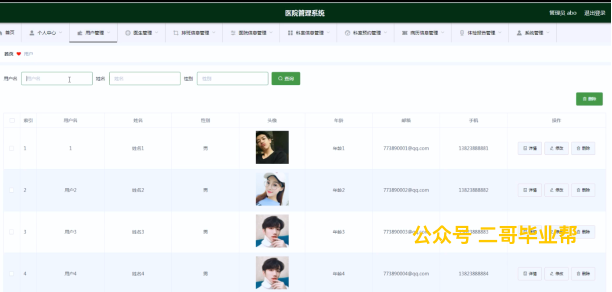 医院管理系统
管理员 abo 退出登录
首页 个人中心 用户管理 医生管理 挂号信息管理 医院信息管理 科室信息管理 科室预约管理 病历信息管理 体检报告管理 系统管理
首页 用户
用户名 用户名 姓名 姓名 性别 性别 查询
删除
索引 用户名 姓名 性别 头像 年龄 邮箱 手机 操作
1 1 姓名1 男 年龄1 773890001@qq.com 13823888881 详情 修改 删除
2 用户2 姓名2 男 年龄2 773890002@qq.com 13823888882 详情 修改 删除
3 用户3 姓名3 男 年龄3 详情 修改 删除
公众号 二哥毕业帮
4 用户4 姓名4 男 年龄4 773890004@qq.com 13823888884 详情 修改 删除